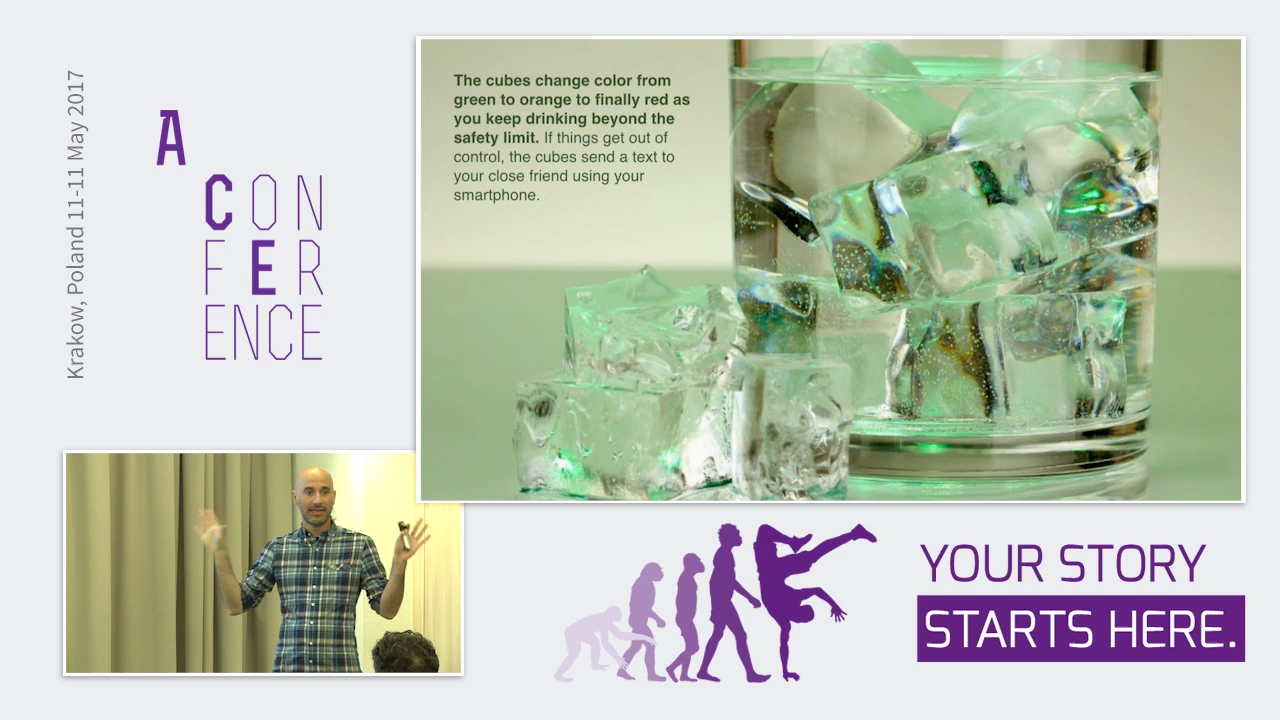 Krakow, Poland 11-11 May 2017
A
CON
FER
ENCE
The cubes change color from
green to orange to finally red as
you keep drinking beyond the
safety limit. If things get out of
control, the cubes send a text to
your close friend using your
smartphone.
YOUR STORY
STARTS HERE.